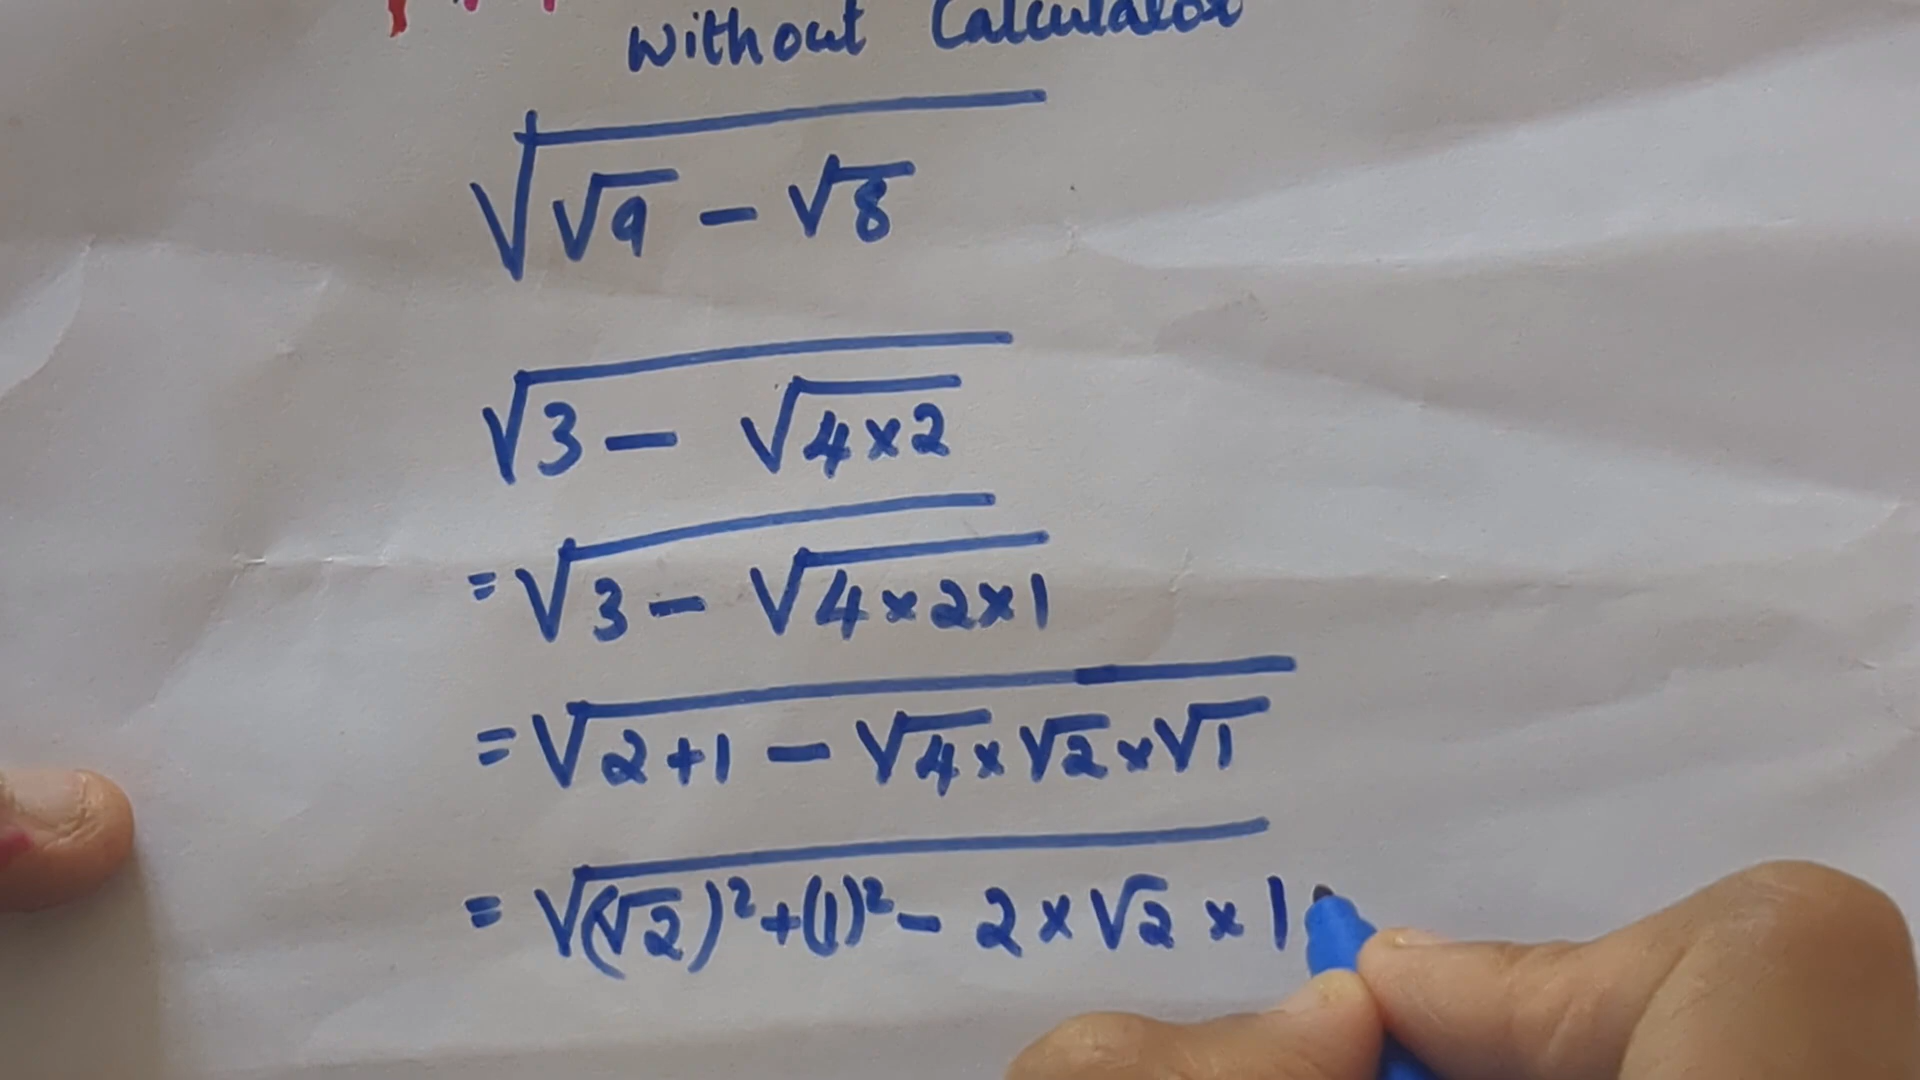 without Calculator
√(√9 - √8)
√(3 - √(4×2))
= √(3 - √(4×2×1))
= √(2+1 - √4×√2×√1)
= √((√2)²+(1)² - 2×√2×1)